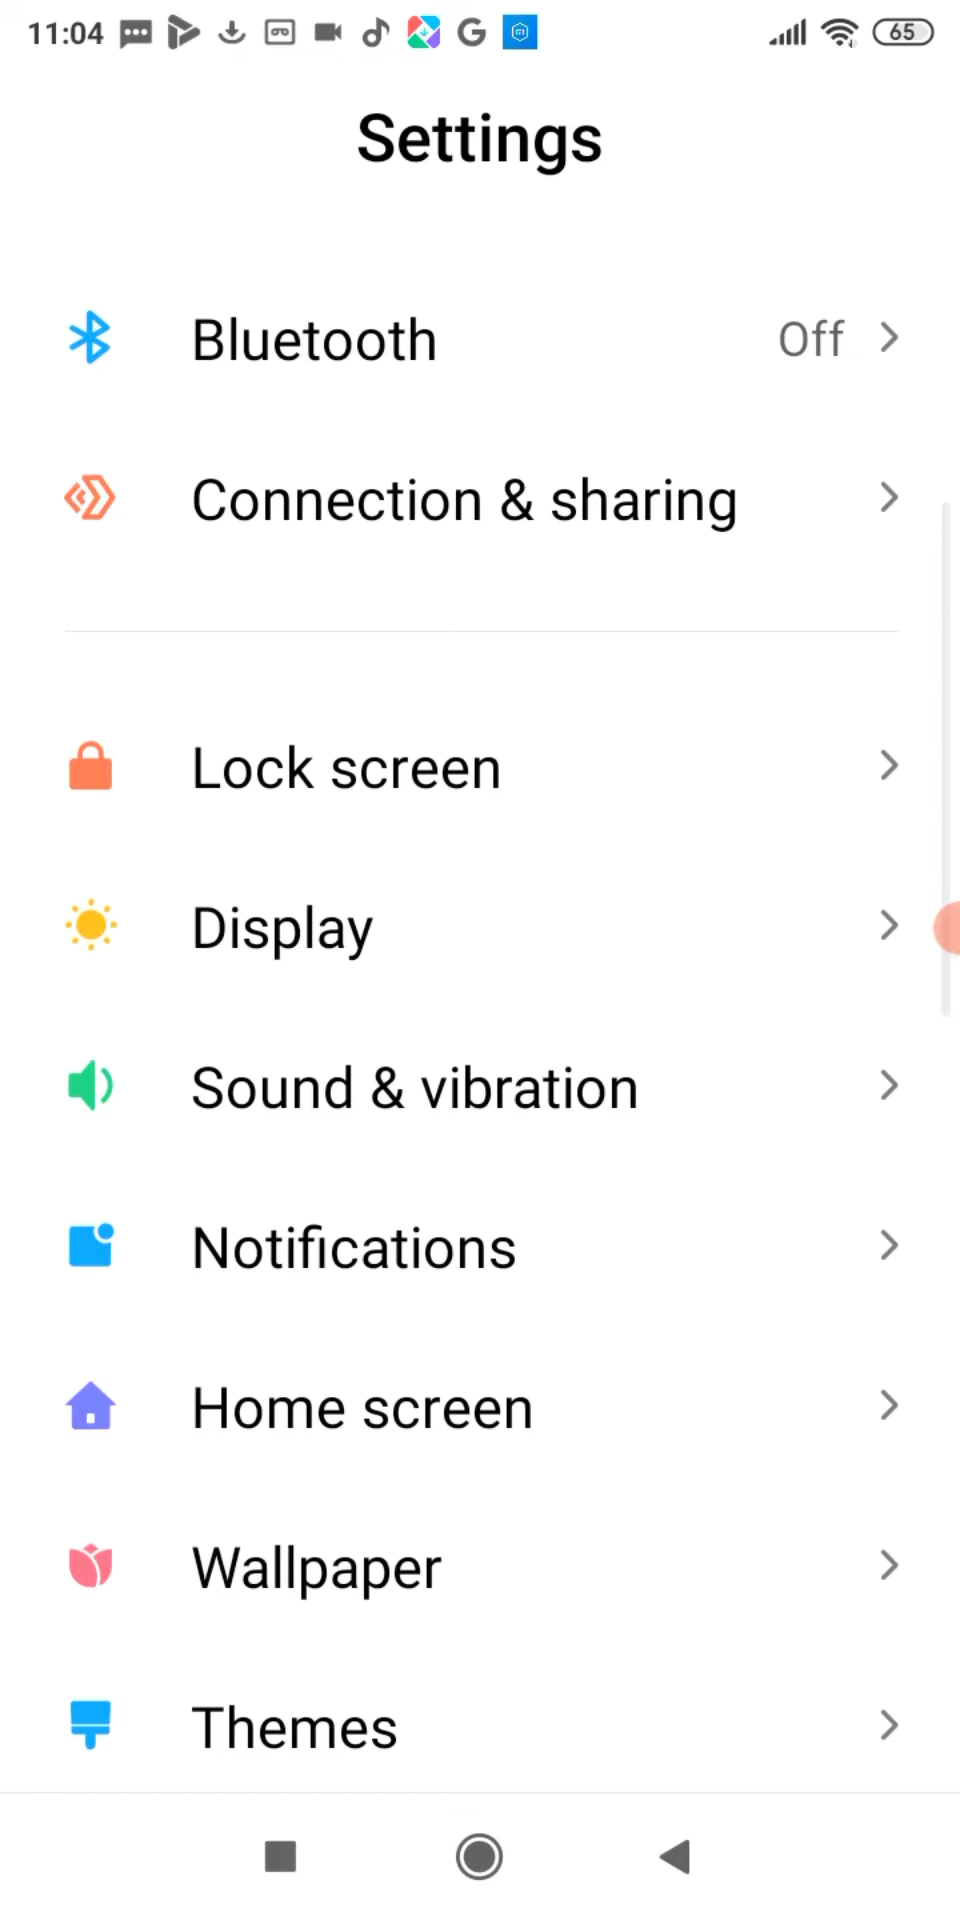 11:04 65
Settings
Bluetooth Off
Connection & sharing
Lock screen
Display
Sound & vibration
Notifications
Home screen
Wallpaper
Themes